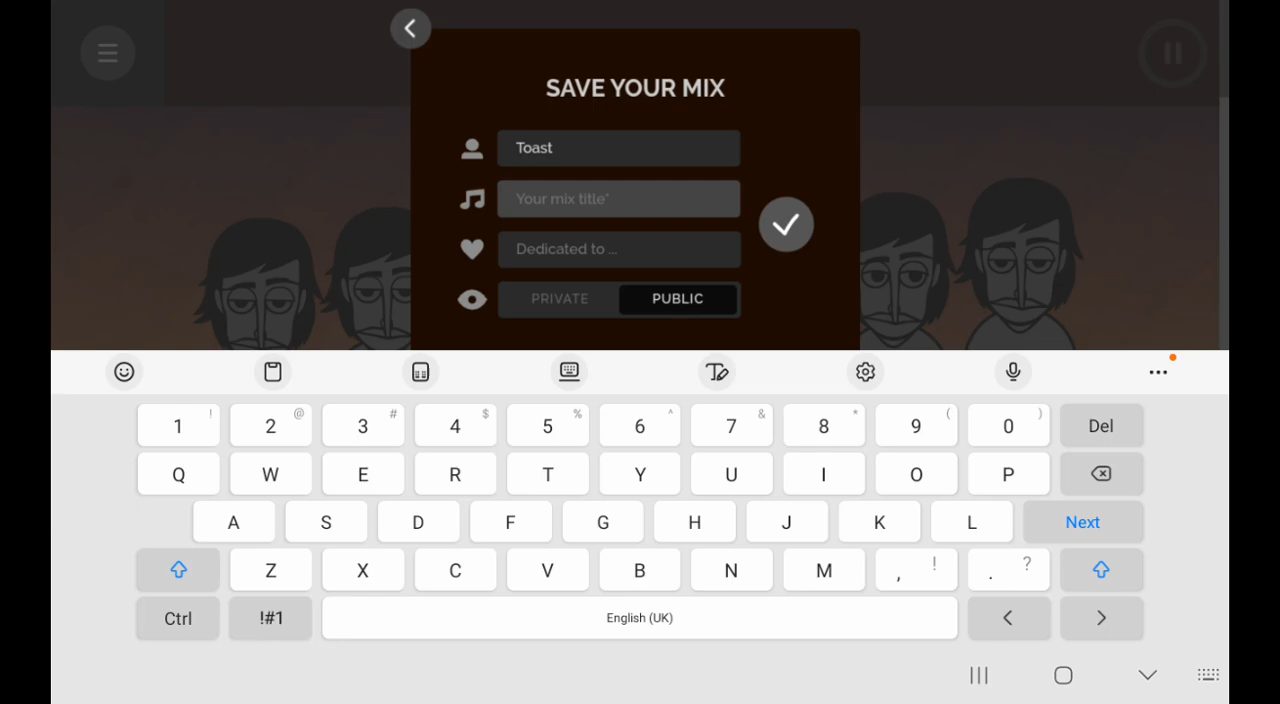 SAVE YOUR MIX
Toast
Your mix title*
Dedicated to ...
PRIVATE PUBLIC
1 ! 2 @ 3 # 4 $ 5 % 6 ^ 7 & 8 * 9 ( 0 ) Del
Q W E R T Y U I O P
A S D F G H J K L Next
Z X C V B N M , ! . ?
Ctrl !#1 English (UK) < >